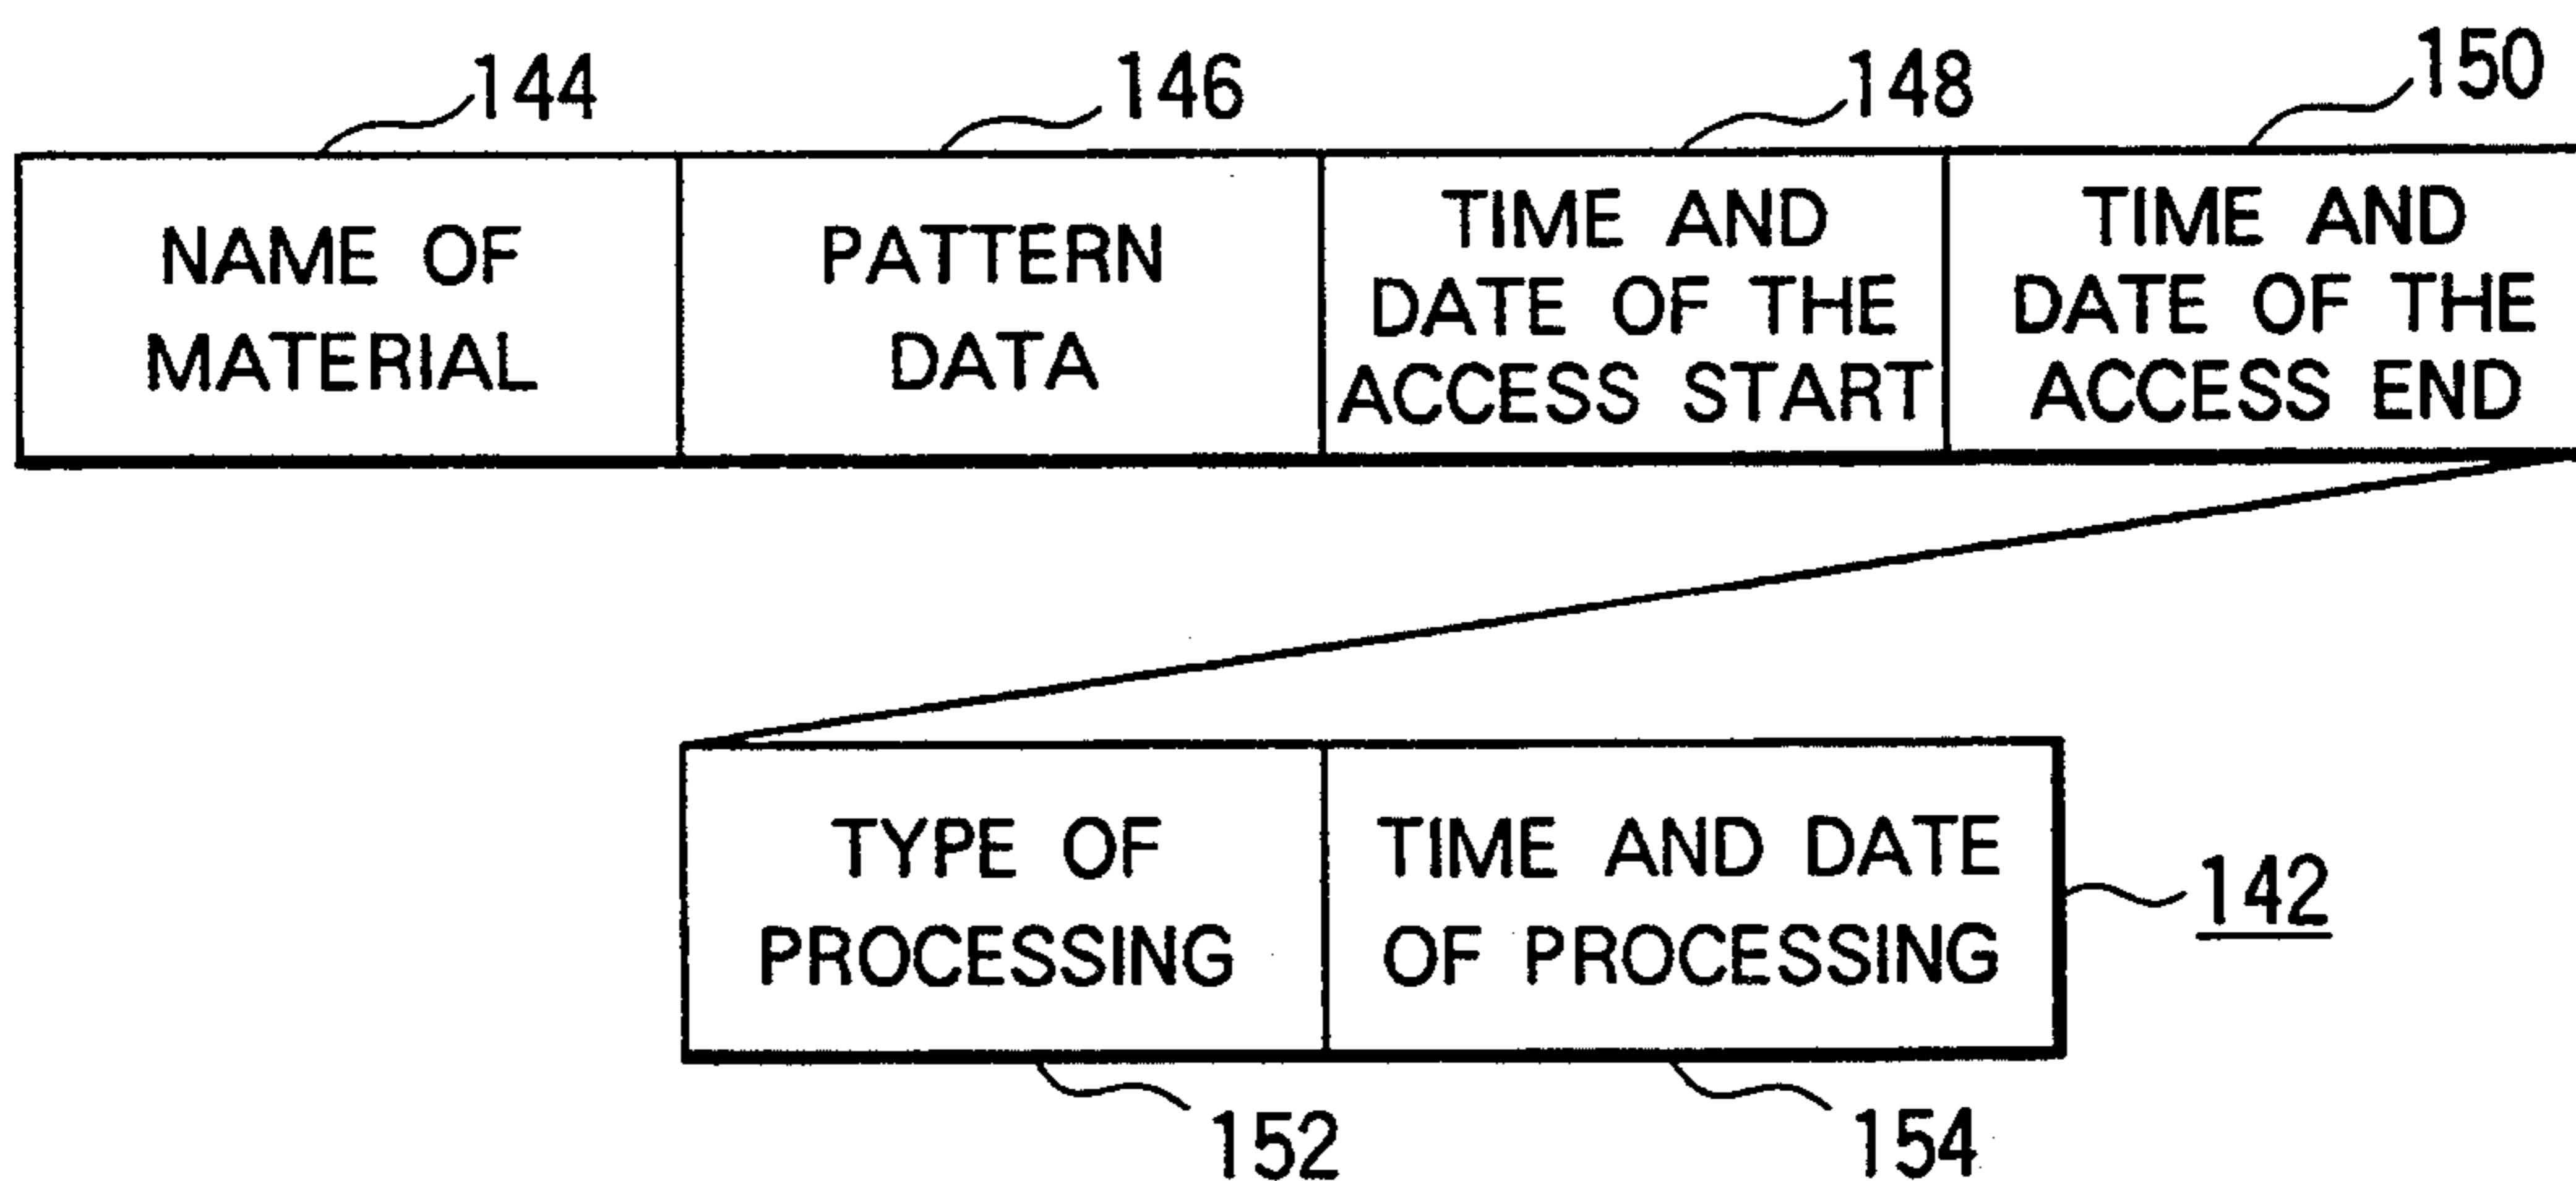 144
146
148
150
NAME OF
MATERIAL
PATTERN
DATA
TIME AND
DATE OF THE
ACCESS START
TIME AND
DATE OF THE
ACCESS END
TYPE OF
PROCESSING
TIME AND DATE
OF PROCESSING
142
152
154